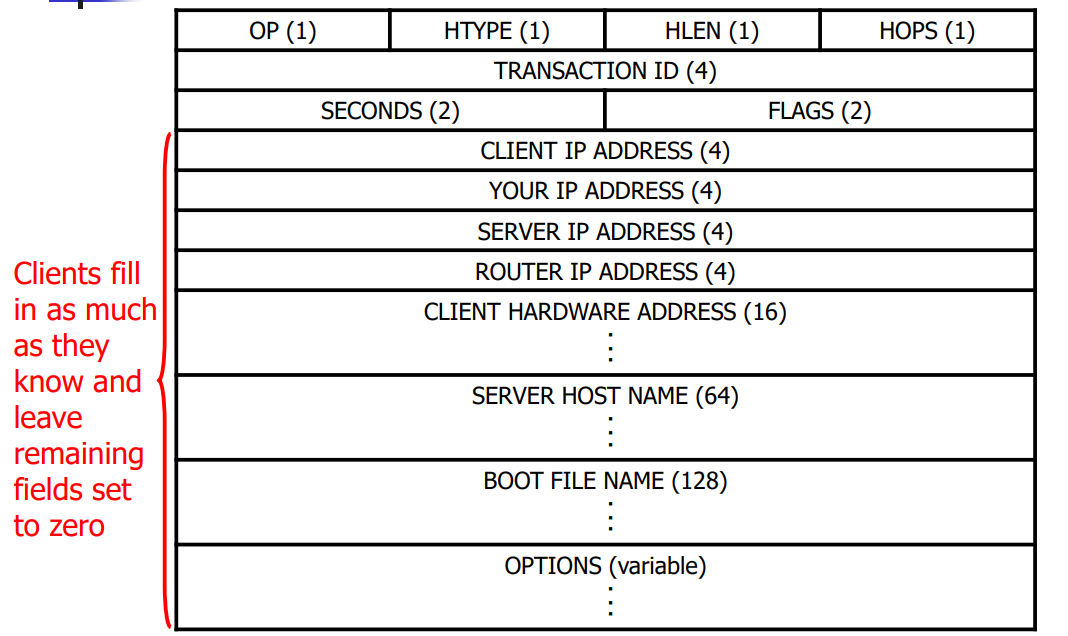 OP (1) HTYPE (1) HLEN (1) HOPS (1)
TRANSACTION ID (4)
SECONDS (2) FLAGS (2)
CLIENT IP ADDRESS (4)
YOUR IP ADDRESS (4)
SERVER IP ADDRESS (4)
ROUTER IP ADDRESS (4)
CLIENT HARDWARE ADDRESS (16)
SERVER HOST NAME (64)
BOOT FILE NAME (128)
OPTIONS (variable)
Clients fill
in as much
as they
know and
leave
remaining
fields set
to zero